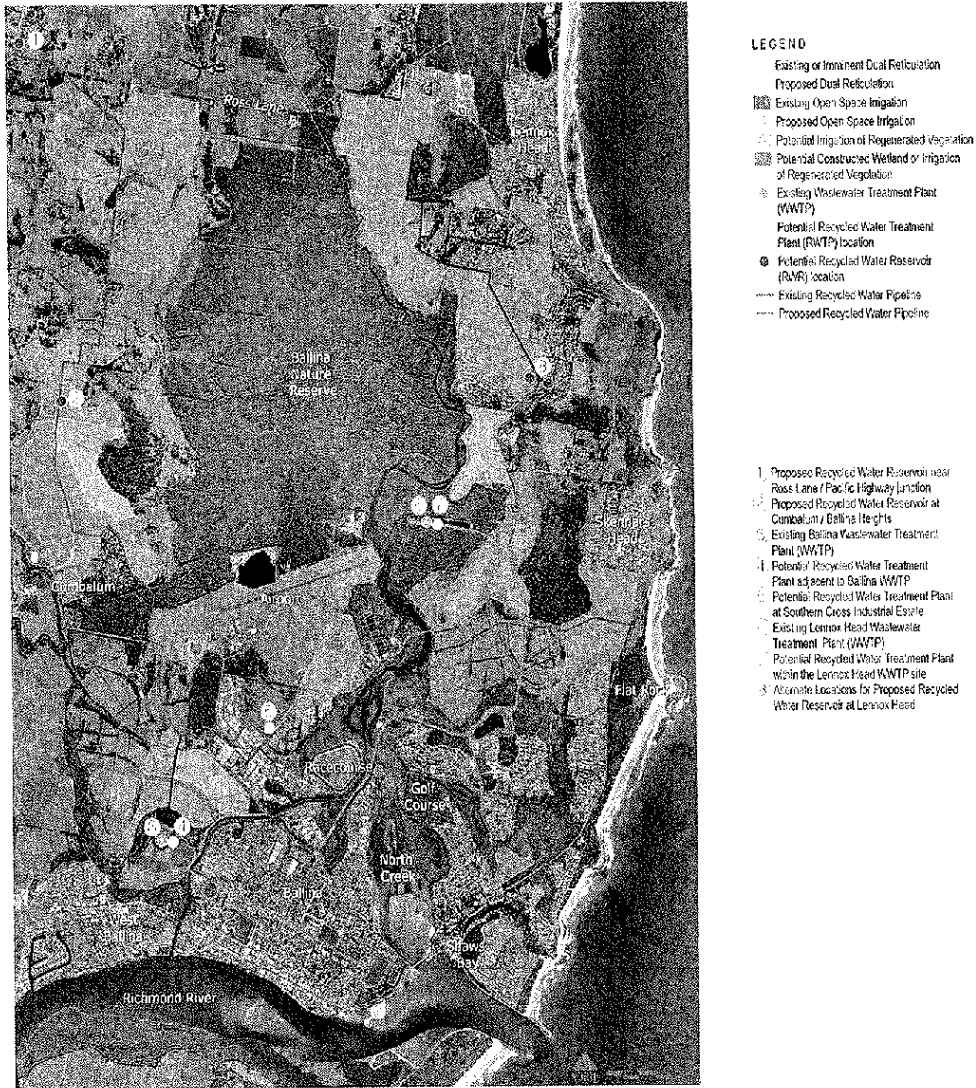 1
Ross Lane
Lennox
Head
Ballina
Nature
Reserve
Skennars
Head
Cumbalum
Airport
Flat Rock
Racecourse
Golf
Course
North
Creek
Ballina
West
Ballina
Shaws
Bay
Richmond River
LEGEND
Existing or Imminent Dual Reticulation
Proposed Dual Reticulation
Existing Open Space Irrigation
Proposed Open Space Irrigation
Potential Irrigation of Regenerated Vegetation
Potential Constructed Wetland or Irrigation
of Regenerated Vegetation
Existing Wastewater Treatment Plant
(WWTP)
Potential Recycled Water Treatment
Plant (RWTP) location
Potential Recycled Water Reservoir
(RWR) location
Existing Recycled Water Pipeline
Proposed Recycled Water Pipeline
1 Proposed Recycled Water Reservoir near
Ross Lane / Pacific Highway junction
Proposed Recycled Water Reservoir at
Cumbalum / Ballina Heights
Existing Ballina Wastewater Treatment
Plant (WWTP)
Potential Recycled Water Treatment
Plant adjacent to Ballina WWTP
Potential Recycled Water Treatment Plant
at Southern Cross Industrial Estate
Existing Lennox Head Wastewater
Treatment Plant (WWTP)
Potential Recycled Water Treatment Plant
within the Lennox Head WWTP site
Alternate Locations for Proposed Recycled
Water Reservoir at Lennox Head